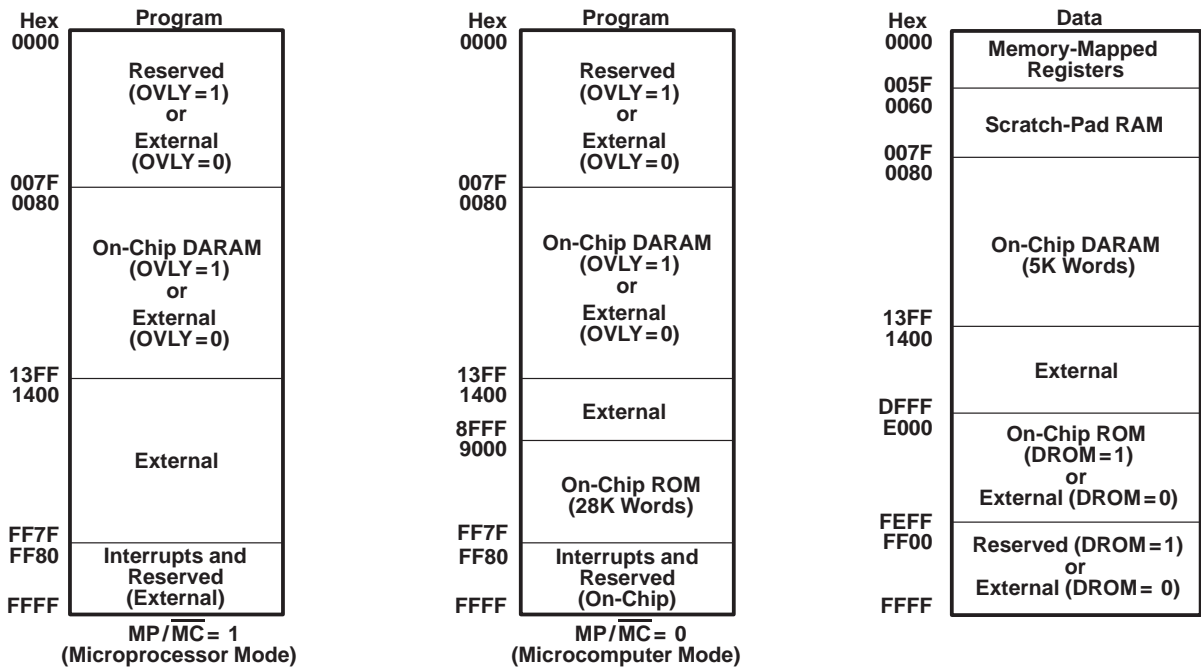 Hex Program
0000
Reserved
(OVLY=1)
or
External
(OVLY=0)
007F
0080
On-Chip DARAM
(OVLY=1)
or
External
(OVLY=0)
13FF
1400
External
FF7F
FF80
Interrupts and
Reserved
(External)
FFFF
MP/MC= 1
(Microprocessor Mode)
Hex Program
0000
Reserved
(OVLY=1)
or
External
(OVLY=0)
007F
0080
On-Chip DARAM
(OVLY=1)
or
External
(OVLY=0)
13FF
1400
External
8FFF
9000
On-Chip ROM
(28K Words)
FF7F
FF80
Interrupts and
Reserved
(On-Chip)
FFFF
MP/MC= 0
(Microcomputer Mode)
Hex Data
0000
Memory-Mapped
Registers
005F
0060
Scratch-Pad RAM
007F
0080
On-Chip DARAM
(5K Words)
13FF
1400
External
DFFF
E000
On-Chip ROM
(DROM=1)
or
External (DROM=0)
FEFF
FF00
Reserved (DROM=1)
or
External (DROM= 0)
FFFF